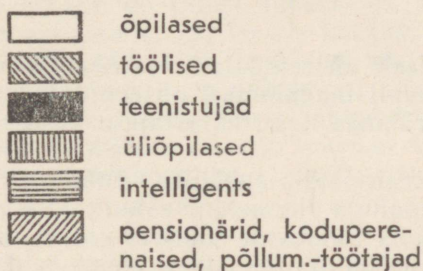 õpilased
töölised
teenistujad
üliõpilased
intelligents
pensionärid, kodupere-
naised, põllum.-töötajad